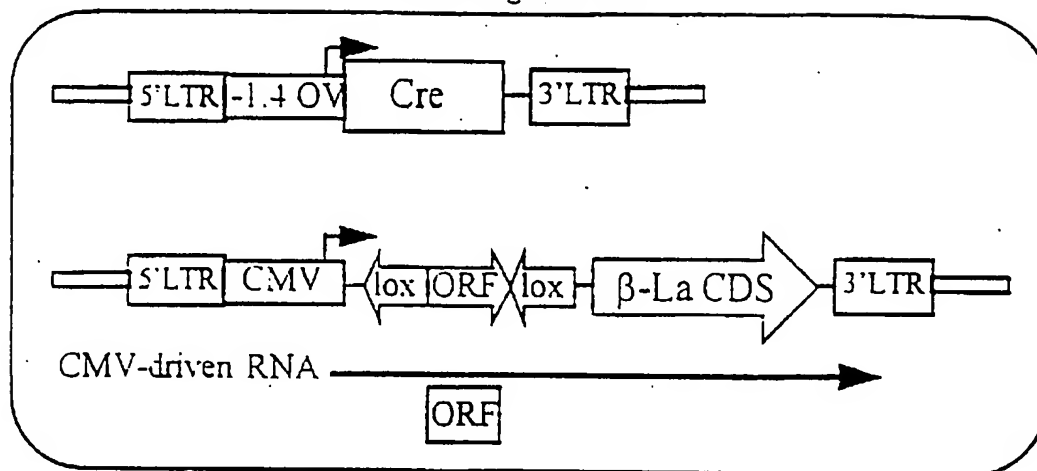 5'LTR -1.4 OV Cre 3'LTR
5'LTR CMV lox ORF lox β-La CDS 3'LTR
CMV-driven RNA
ORF